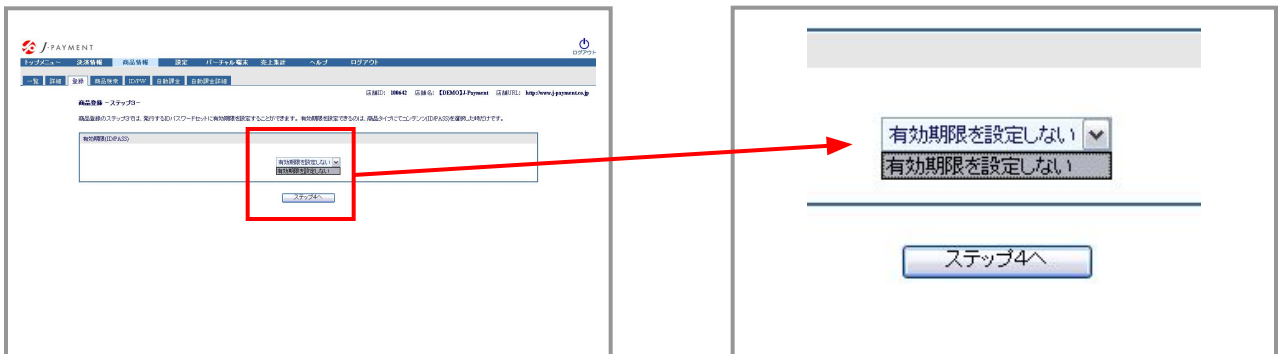 J-PAYMENT
ログアウト
トップメニュー 決済情報 商品情報 設定 バーチャル端末 売上集計 ヘルプ ログアウト
一覧 詳細 登録 商品検索 ID/PW 自動課金 自動課金詳細
店舗ID: 100642 店舗名: 【DEMO】J-Payment 店舗URL: http://www.j-payment.co.jp
商品登録 －ステップ3－
商品登録のステップ3では、発行するIDパスワードセットに有効期限を設定することができます。有効期限を設定できるのは、商品タイプにてコンテンツ(ID/PASS)を選択した時だけです。
有効期限(ID/PASS)
有効期限を設定しない
有効期限を設定しない
ステップ4へ
有効期限を設定しない
有効期限を設定しない
ステップ4へ